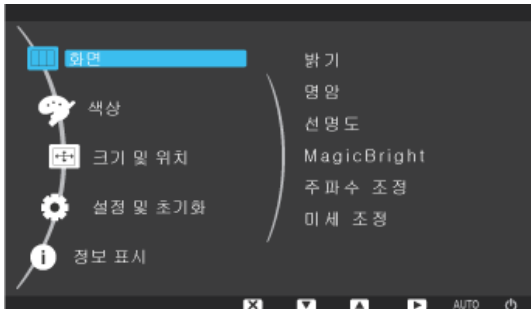 화면
색상
크기 및 위치
설정 및 초기화
정보 표시
밝기
명암
선명도
MagicBright
주파수 조정
미세 조정
AUTO